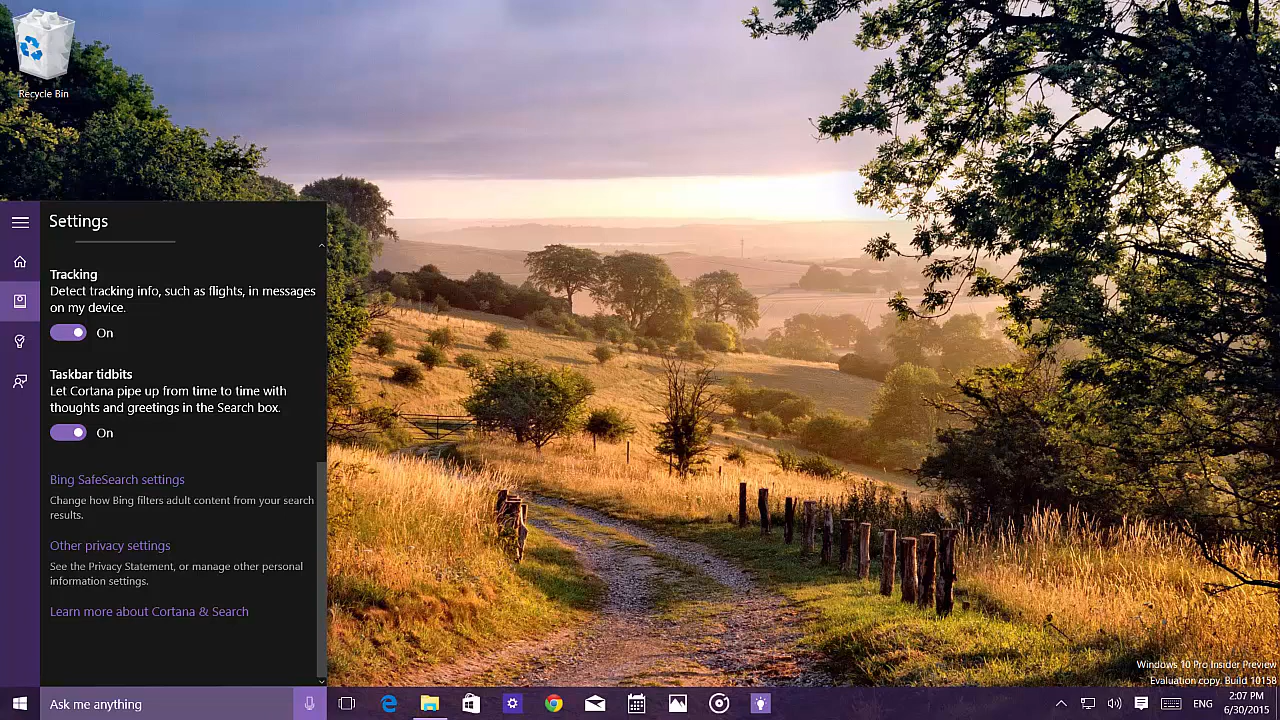 Recycle Bin
Settings
Tracking
Detect tracking info, such as flights, in messages
on my device.
On
Taskbar tidbits
Let Cortana pipe up from time to time with
thoughts and greetings in the Search box.
On
Bing SafeSearch settings
Change how Bing filters adult content from your search
results.
Other privacy settings
See the Privacy Statement, or manage other personal
information settings.
Learn more about Cortana & Search
Windows 10 Pro Insider Preview
Evaluation copy. Build 10158
Ask me anything
ENG
2:07 PM
6/30/2015